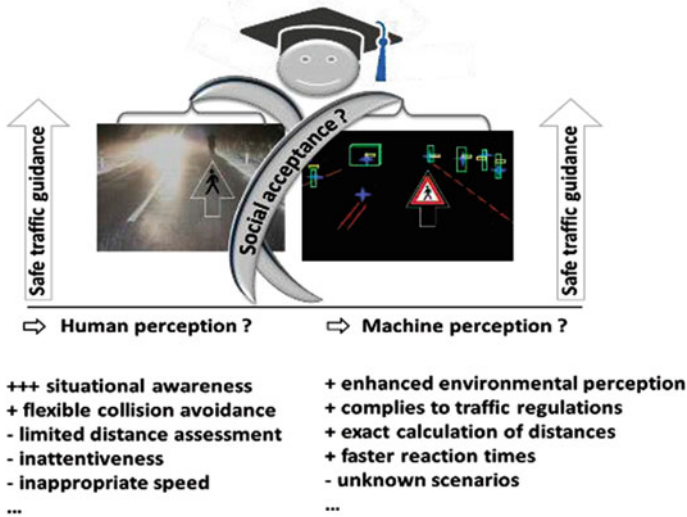 Safe traffic guidance
Social acceptance ?
Safe traffic guidance
⇨ Human perception ?
+++ situational awareness
+ flexible collision avoidance
- limited distance assessment
- inattentiveness
- inappropriate speed
...
⇨ Machine perception ?
+ enhanced environmental perception
+ complies to traffic regulations
+ exact calculation of distances
+ faster reaction times
- unknown scenarios
...